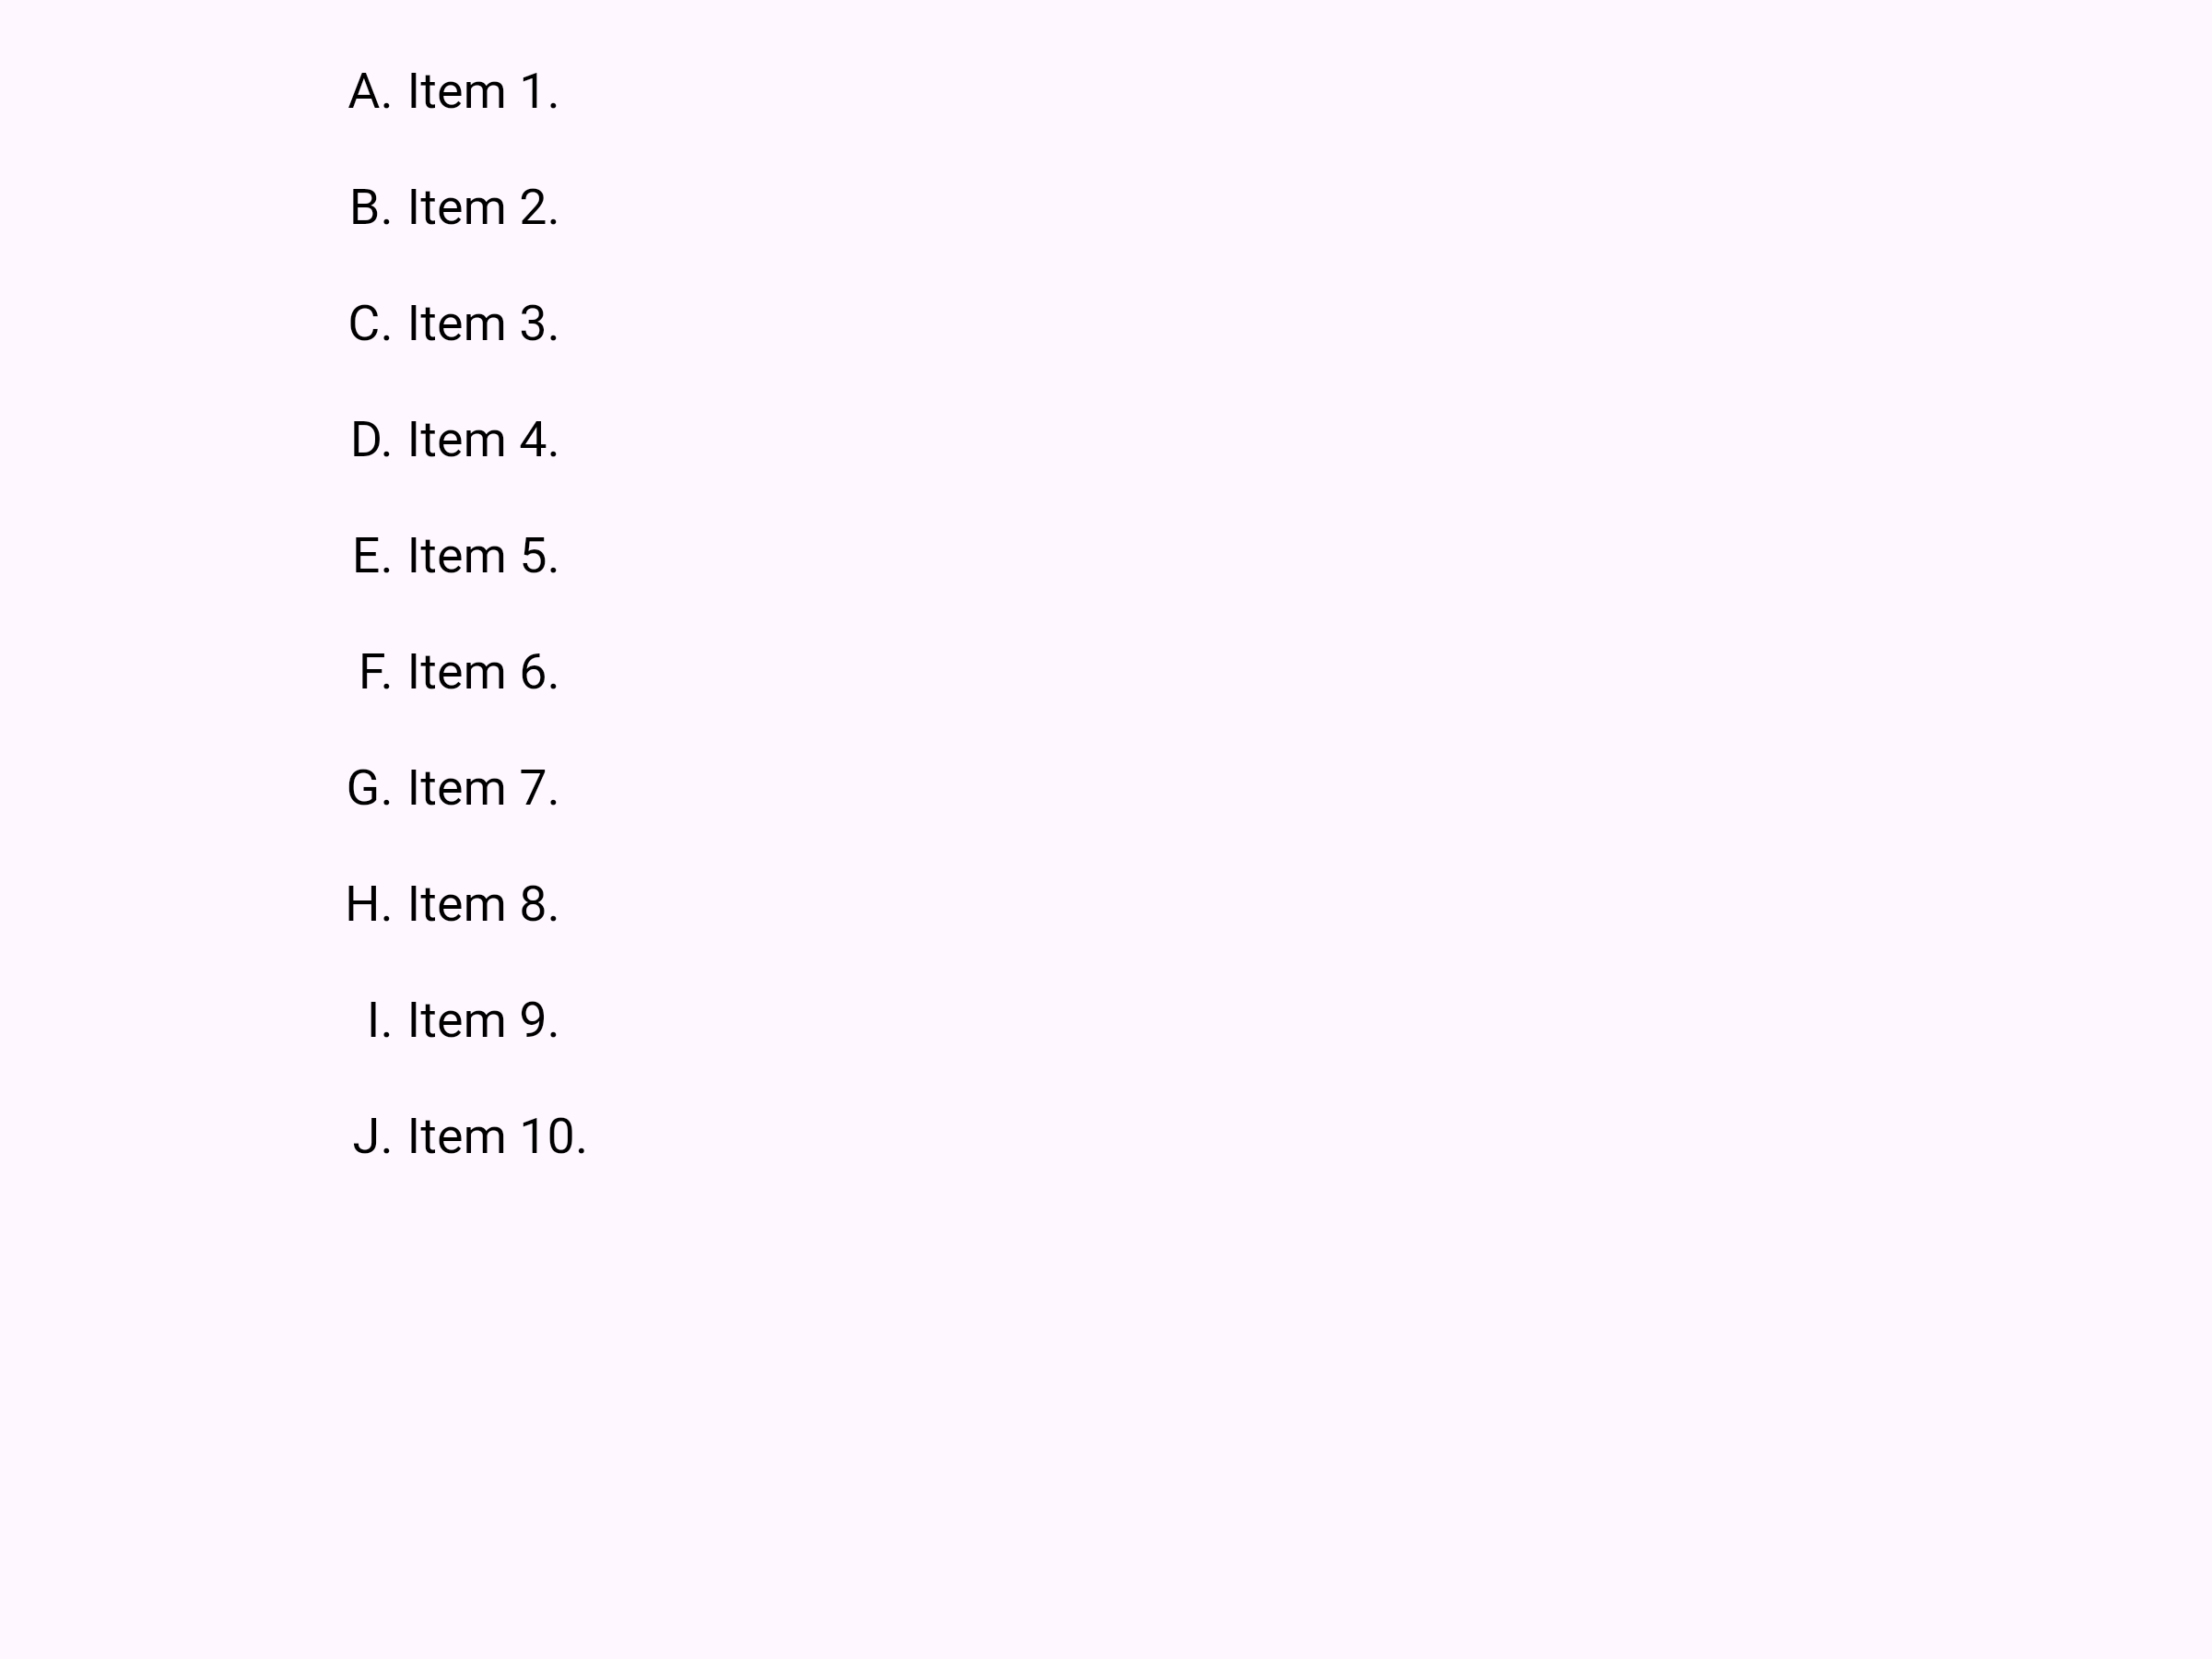 A. Item 1.
B. Item 2.
C. Item 3.
D. Item 4.
E. Item 5.
F. Item 6.
G. Item 7.
H. Item 8.
I. Item 9.
J. Item 10.